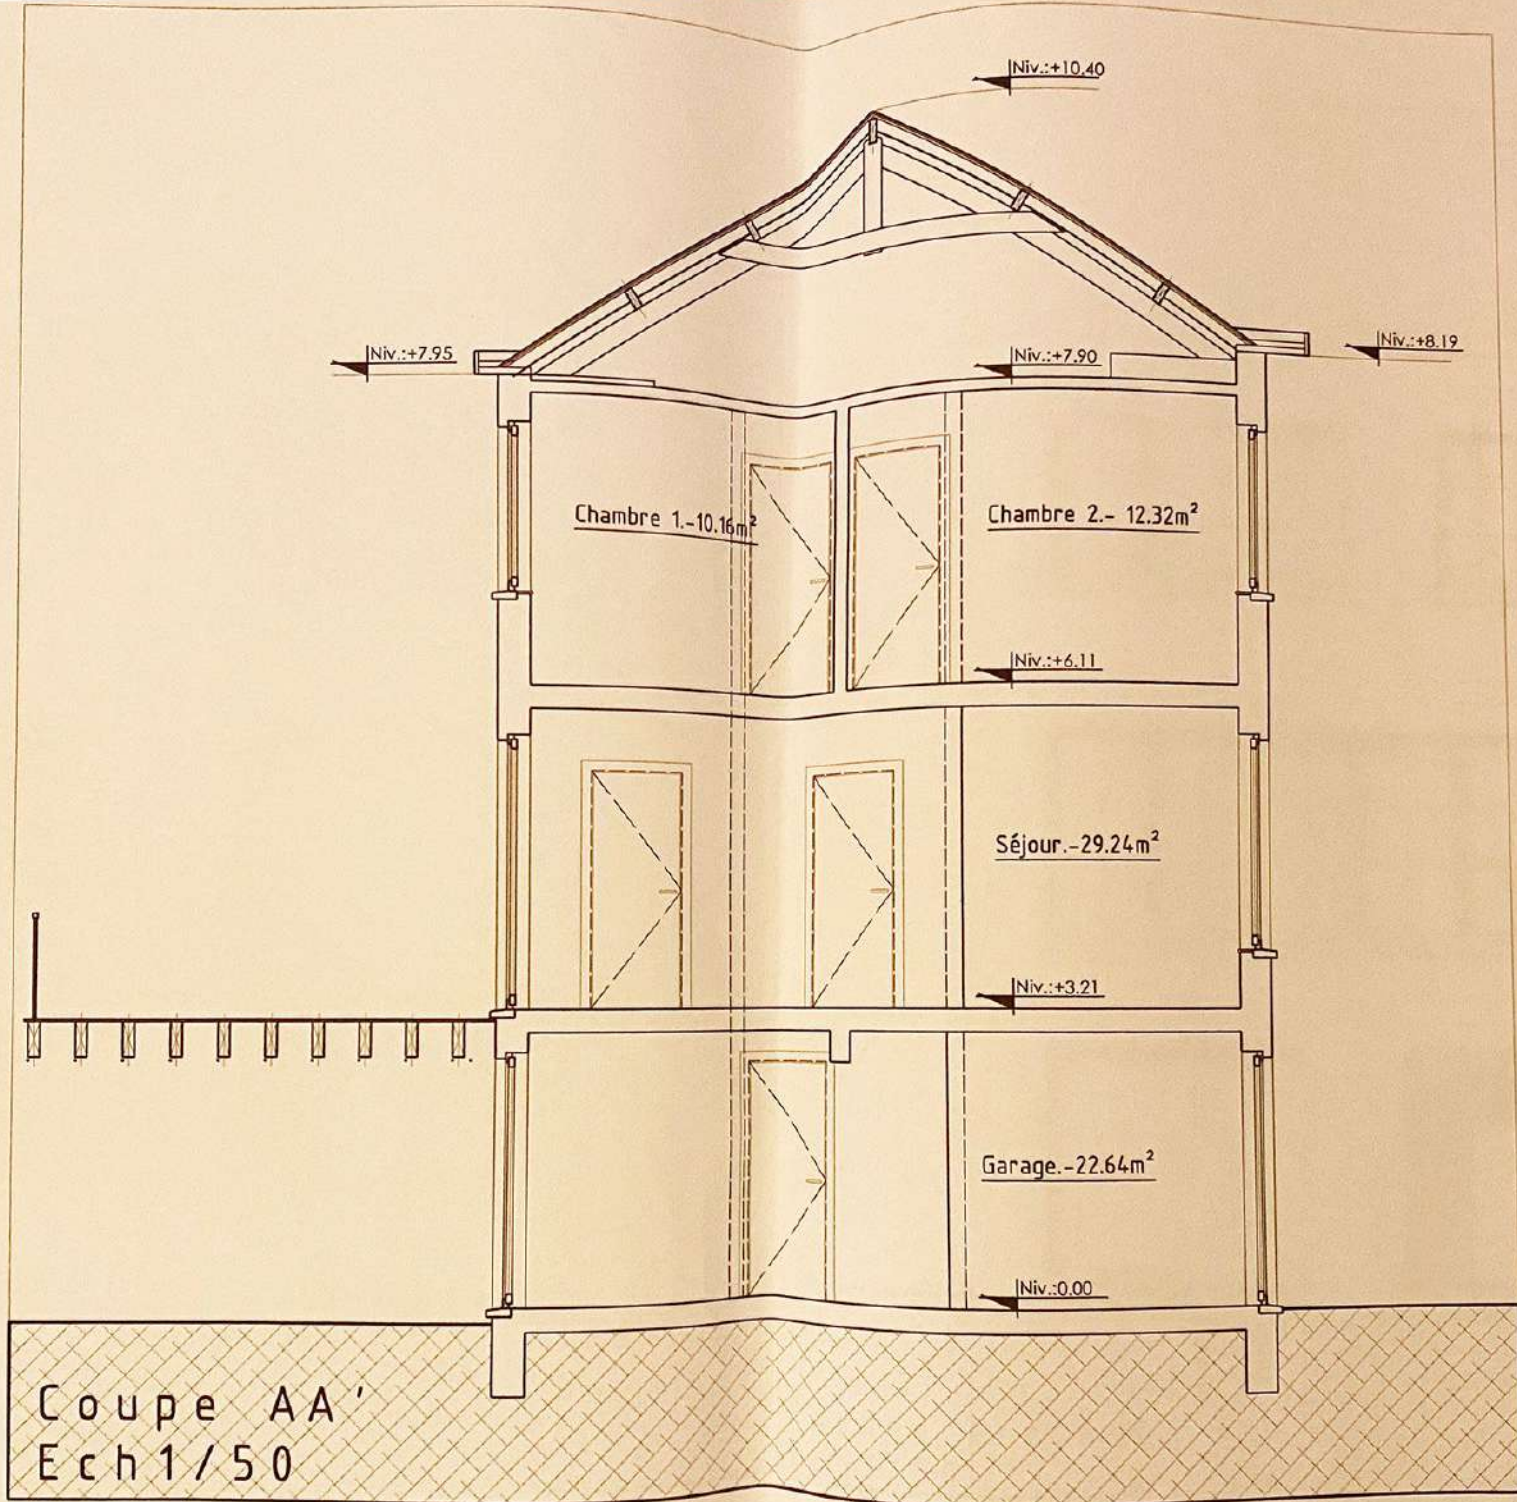 Niv.:+10.40
Niv.:+7.95
Niv.:+7.90
Niv.:+8.19
Chambre 1.-10.16m²
Chambre 2.- 12.32m²
Niv.:+6.11
Séjour.-29.24m²
Niv.:+3.21
Garage.-22.64m²
Niv.:0.00
Coupe AA'
Ech1/50